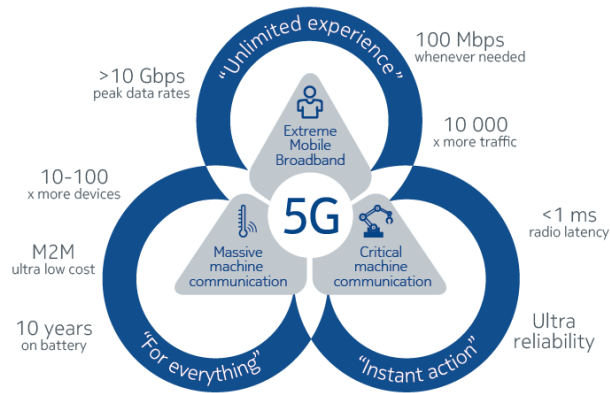 "Unlimited experience"
100 Mbps
whenever needed
>10 Gbps
peak data rates
Extreme
Mobile
Broadband
10 000
x more traffic
10-100
x more devices
5G
<1 ms
radio latency
M2M
ultra low cost
Massive
machine
communication
Critical
machine
communication
10 years
on battery
Ultra
reliability
"For everything"
"Instant action"